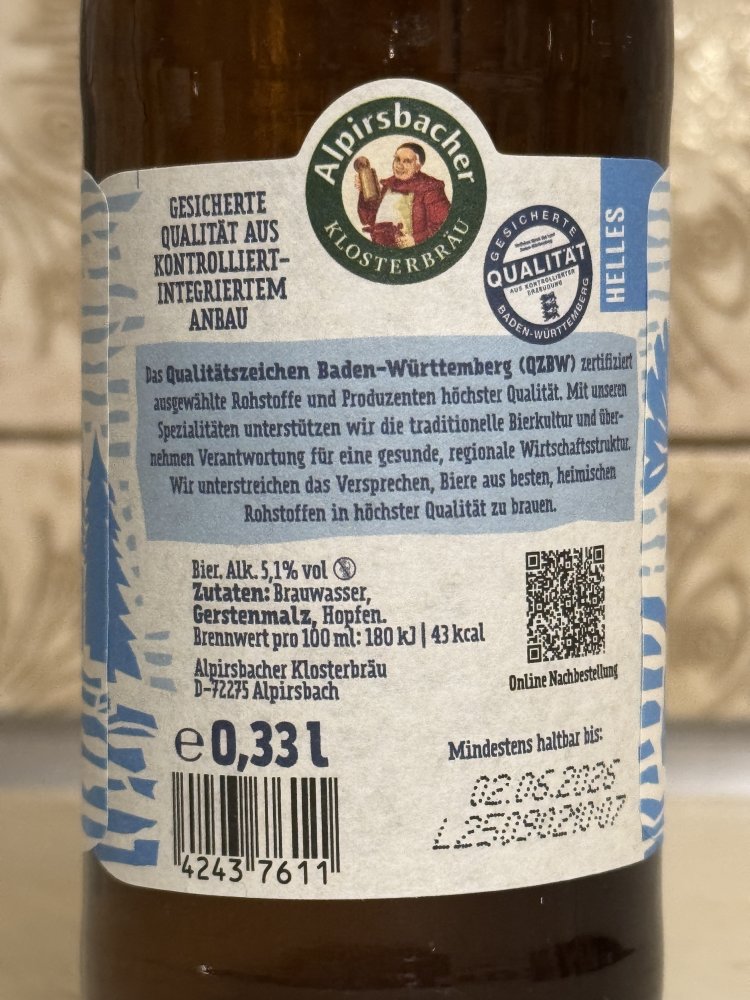 Alpirsbacher
KLOSTERBRÄU
GESICHERTE
QUALITÄT AUS
KONTROLLIERT-
INTEGRIERTEM
ANBAU
GESICHERTE
QUALITÄT
AUS KONTROLLIERTER
ERZEUGUNG
BADEN-WÜRTTEMBERG
HELLES
Das Qualitätszeichen Baden-Württemberg (QZBW) zertifiziert
ausgewählte Rohstoffe und Produzenten höchster Qualität. Mit unseren
Spezialitäten unterstützen wir die traditionelle Bierkultur und über-
nehmen Verantwortung für eine gesunde, regionale Wirtschaftsstruktur.
Wir unterstreichen das Versprechen, Biere aus besten, heimischen
Rohstoffen in höchster Qualität zu brauen.
Bier. Alk. 5,1% vol
Zutaten: Brauwasser,
Gerstenmalz, Hopfen.
Brennwert pro 100 ml: 180 kJ | 43 kcal
Alpirsbacher Klosterbräu
D-72275 Alpirsbach
Online Nachbestellung
e 0,33 l
Mindestens haltbar bis:
02.06.2026
4243 7611